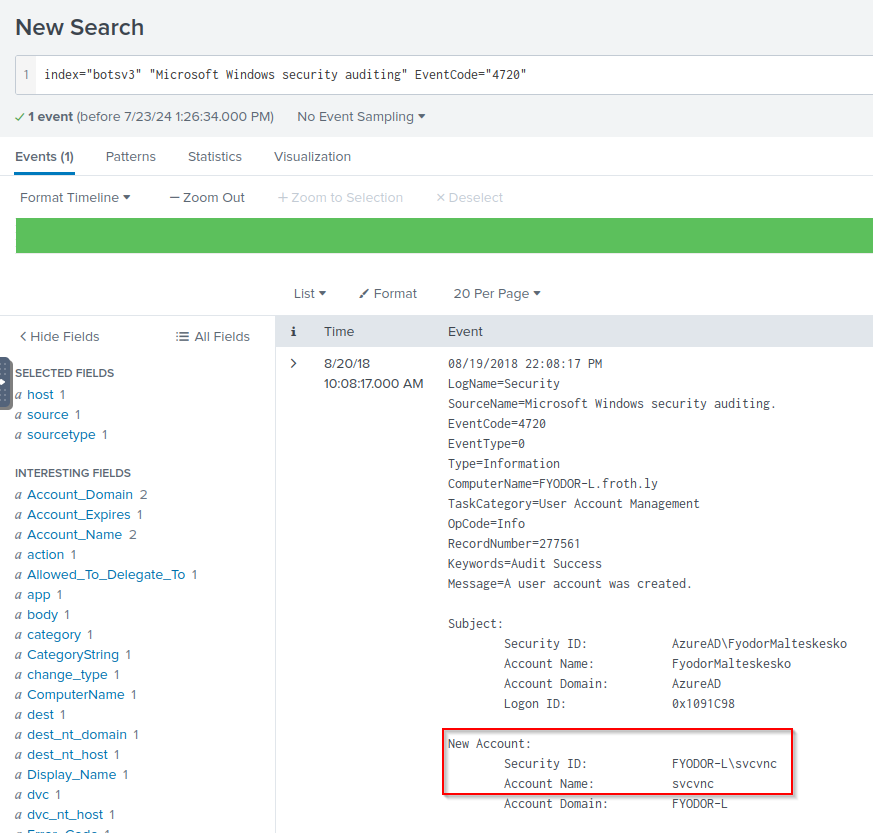 New Search
1 index="botsv3" "Microsoft Windows security auditing" EventCode="4720"
✓ 1 event (before 7/23/24 1:26:34.000 PM) No Event Sampling ▾
Events (1) Patterns Statistics Visualization
Format Timeline ▾ — Zoom Out + Zoom to Selection × Deselect
List ▾ Format 20 Per Page ▾
< Hide Fields All Fields
SELECTED FIELDS
a host 1
a source 1
a sourcetype 1
INTERESTING FIELDS
a Account_Domain 2
a Account_Expires 1
a Account_Name 2
a action 1
a Allowed_To_Delegate_To 1
a app 1
a body 1
a category 1
a CategoryString 1
a change_type 1
a ComputerName 1
a dest 1
a dest_nt_domain 1
a dest_nt_host 1
a Display_Name 1
a dvc 1
a dvc_nt_host 1
a Error_Code 1
i Time Event
> 8/20/18
10:08:17.000 AM
08/19/2018 22:08:17 PM
LogName=Security
SourceName=Microsoft Windows security auditing.
EventCode=4720
EventType=0
Type=Information
ComputerName=FYODOR-L.froth.ly
TaskCategory=User Account Management
OpCode=Info
RecordNumber=277561
Keywords=Audit Success
Message=A user account was created.
Subject:
Security ID: AzureAD\FyodorMalteskesko
Account Name: FyodorMalteskesko
Account Domain: AzureAD
Logon ID: 0x1091C98
New Account:
Security ID: FYODOR-L\svcvnc
Account Name: svcvnc
Account Domain: FYODOR-L